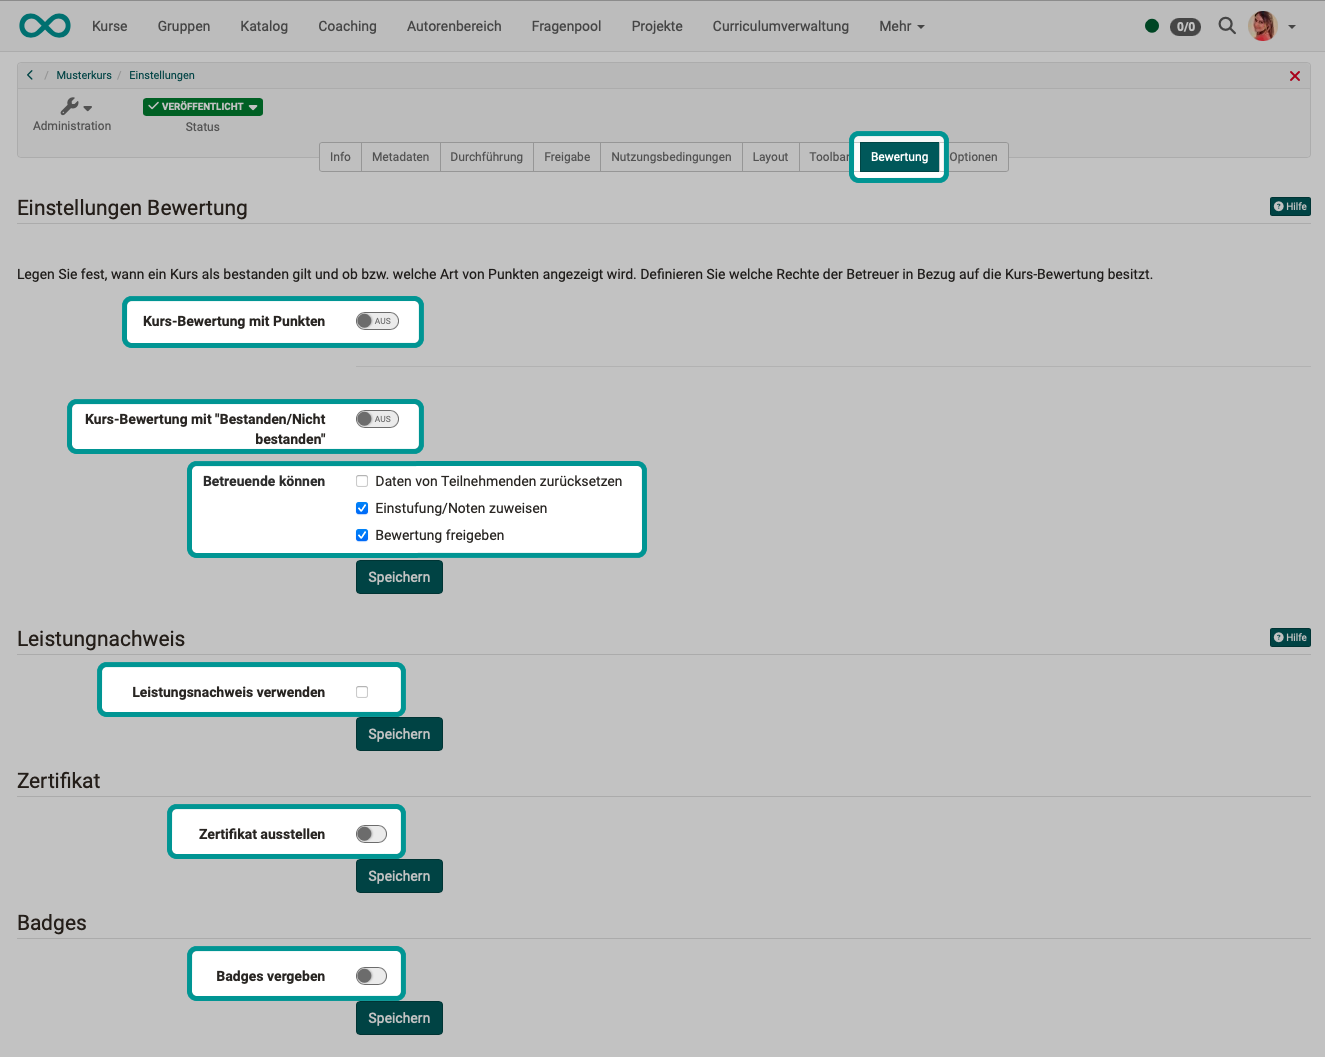 Kurse Gruppen Katalog Coaching Autorenbereich Fragenpool Projekte Curriculumverwaltung Mehr 0/0
/ Musterkurs / Einstellungen
VERÖFFENTLICHT
Administration Status
Info Metadaten Durchführung Freigabe Nutzungsbedingungen Layout Toolbar Bewertung Optionen
Einstellungen Bewertung Hilfe
Legen Sie fest, wann ein Kurs als bestanden gilt und ob bzw. welche Art von Punkten angezeigt wird. Definieren Sie welche Rechte der Betreuer in Bezug auf die Kurs-Bewertung besitzt.
Kurs-Bewertung mit Punkten AUS
Kurs-Bewertung mit "Bestanden/Nicht AUS
bestanden"
Betreuende können Daten von Teilnehmenden zurücksetzen
Einstufung/Noten zuweisen
Bewertung freigeben
Speichern
Leistungnachweis Hilfe
Leistungsnachweis verwenden
Speichern
Zertifikat
Zertifikat ausstellen
Speichern
Badges
Badges vergeben
Speichern